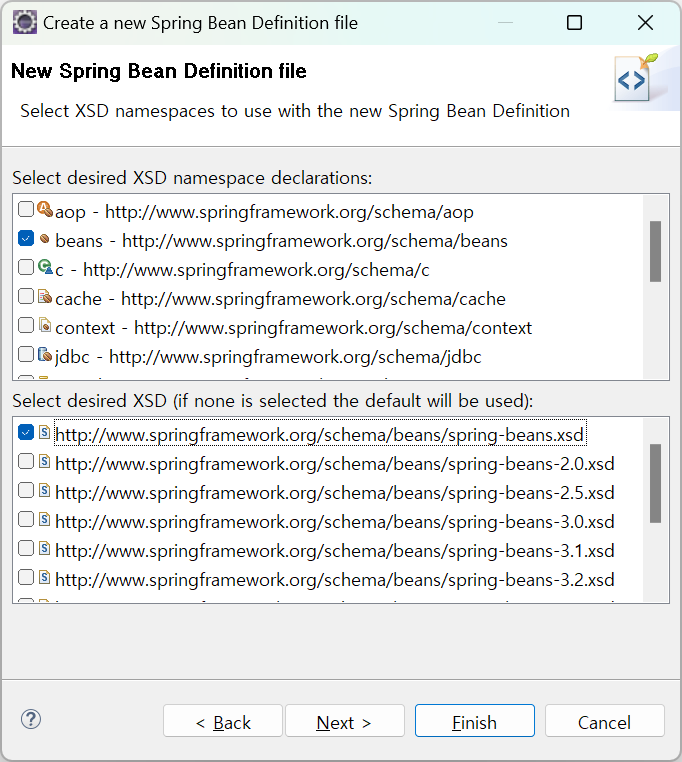 Create a new Spring Bean Definition file
New Spring Bean Definition file
Select XSD namespaces to use with the new Spring Bean Definition
Select desired XSD namespace declarations:
aop - http://www.springframework.org/schema/aop
beans - http://www.springframework.org/schema/beans
c - http://www.springframework.org/schema/c
cache - http://www.springframework.org/schema/cache
context - http://www.springframework.org/schema/context
jdbc - http://www.springframework.org/schema/jdbc
Select desired XSD (if none is selected the default will be used):
http://www.springframework.org/schema/beans/spring-beans.xsd
http://www.springframework.org/schema/beans/spring-beans-2.0.xsd
http://www.springframework.org/schema/beans/spring-beans-2.5.xsd
http://www.springframework.org/schema/beans/spring-beans-3.0.xsd
http://www.springframework.org/schema/beans/spring-beans-3.1.xsd
http://www.springframework.org/schema/beans/spring-beans-3.2.xsd
< Back Next > Finish Cancel